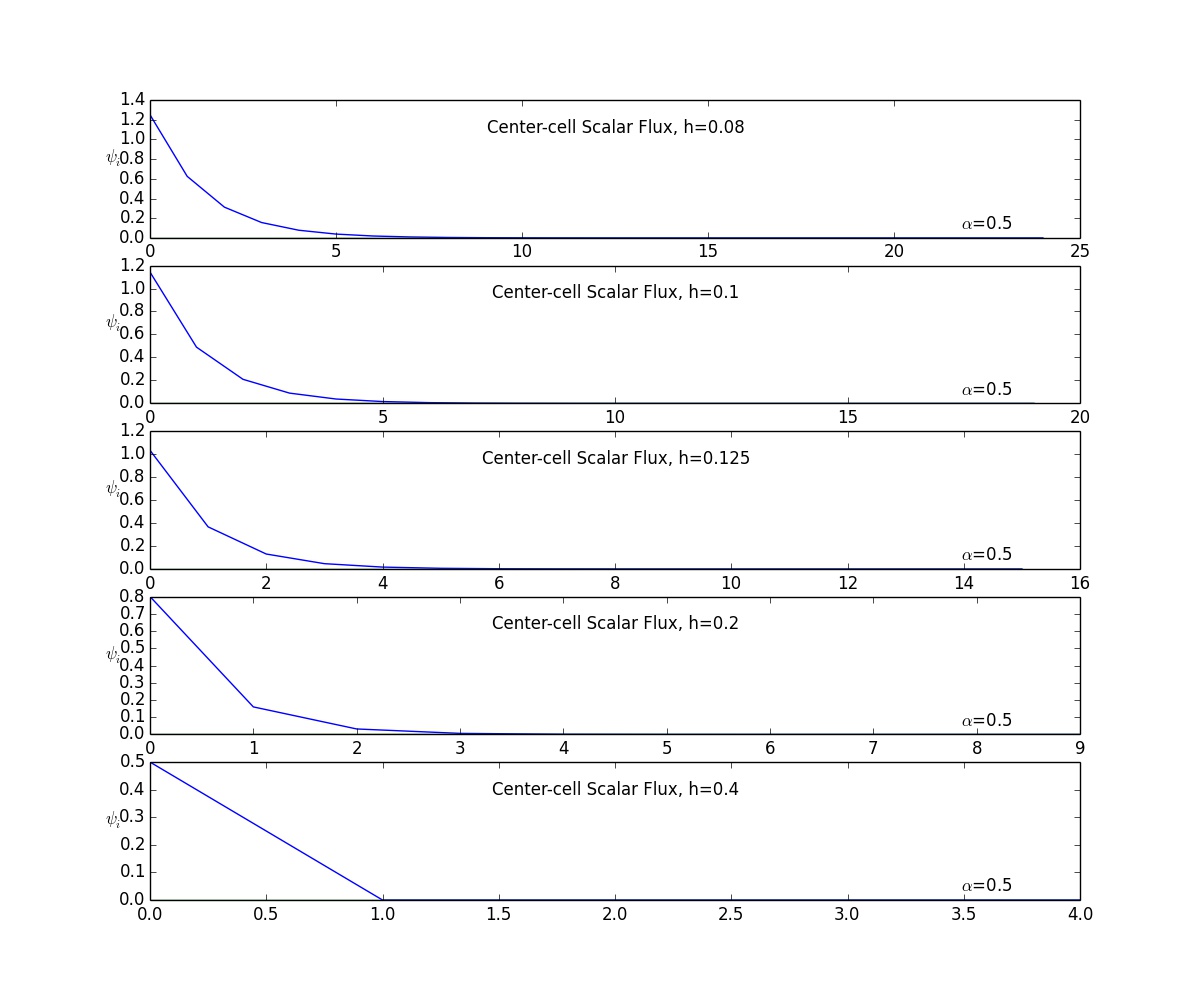 1.4
1.2
1.0
0.8
0.6
0.4
0.2
0.0
ψi
Center-cell Scalar Flux, h=0.08
α=0.5
0 5 10 15 20 25
1.2
1.0
0.8
0.6
0.4
0.2
0.0
ψi
Center-cell Scalar Flux, h=0.1
α=0.5
0 5 10 15 20
1.2
1.0
0.8
0.6
0.4
0.2
0.0
ψi
Center-cell Scalar Flux, h=0.125
α=0.5
0 2 4 6 8 10 12 14 16
0.8
0.7
0.6
0.5
0.4
0.3
0.2
0.1
0.0
ψi
Center-cell Scalar Flux, h=0.2
α=0.5
0 1 2 3 4 5 6 7 8 9
0.5
0.4
0.3
0.2
0.1
0.0
ψi
Center-cell Scalar Flux, h=0.4
α=0.5
0.0 0.5 1.0 1.5 2.0 2.5 3.0 3.5 4.0